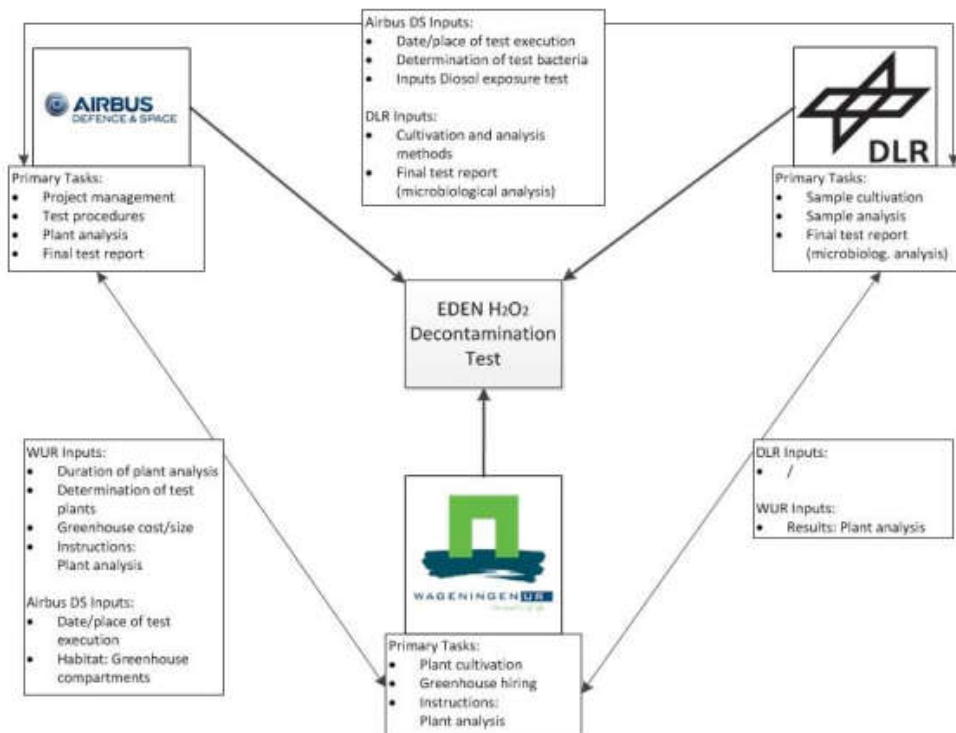 Airbus DS Inputs:
• Date/place of test execution
• Determination of test bacteria
• Inputs Diosol exposure test
DLR Inputs:
• Cultivation and analysis
methods
• Final test report
(microbiological analysis)
AIRBUS
DEFENCE & SPACE
Primary Tasks:
• Project management
• Test procedures
• Plant analysis
• Final test report
DLR
Primary Tasks:
• Sample cultivation
• Sample analysis
• Final test report
(microbiolog. analysis)
EDEN H₂O₂
Decontamination
Test
WUR Inputs:
• Duration of plant analysis
• Determination of test
plants
• Greenhouse cost/size
• Instructions:
Plant analysis
Airbus DS Inputs:
• Date/place of test
execution
• Habitat: Greenhouse
compartments
WAGENINGEN UR
Primary Tasks:
• Plant cultivation
• Greenhouse hiring
• Instructions:
Plant analysis
DLR Inputs:
• /
WUR Inputs:
• Results: Plant analysis